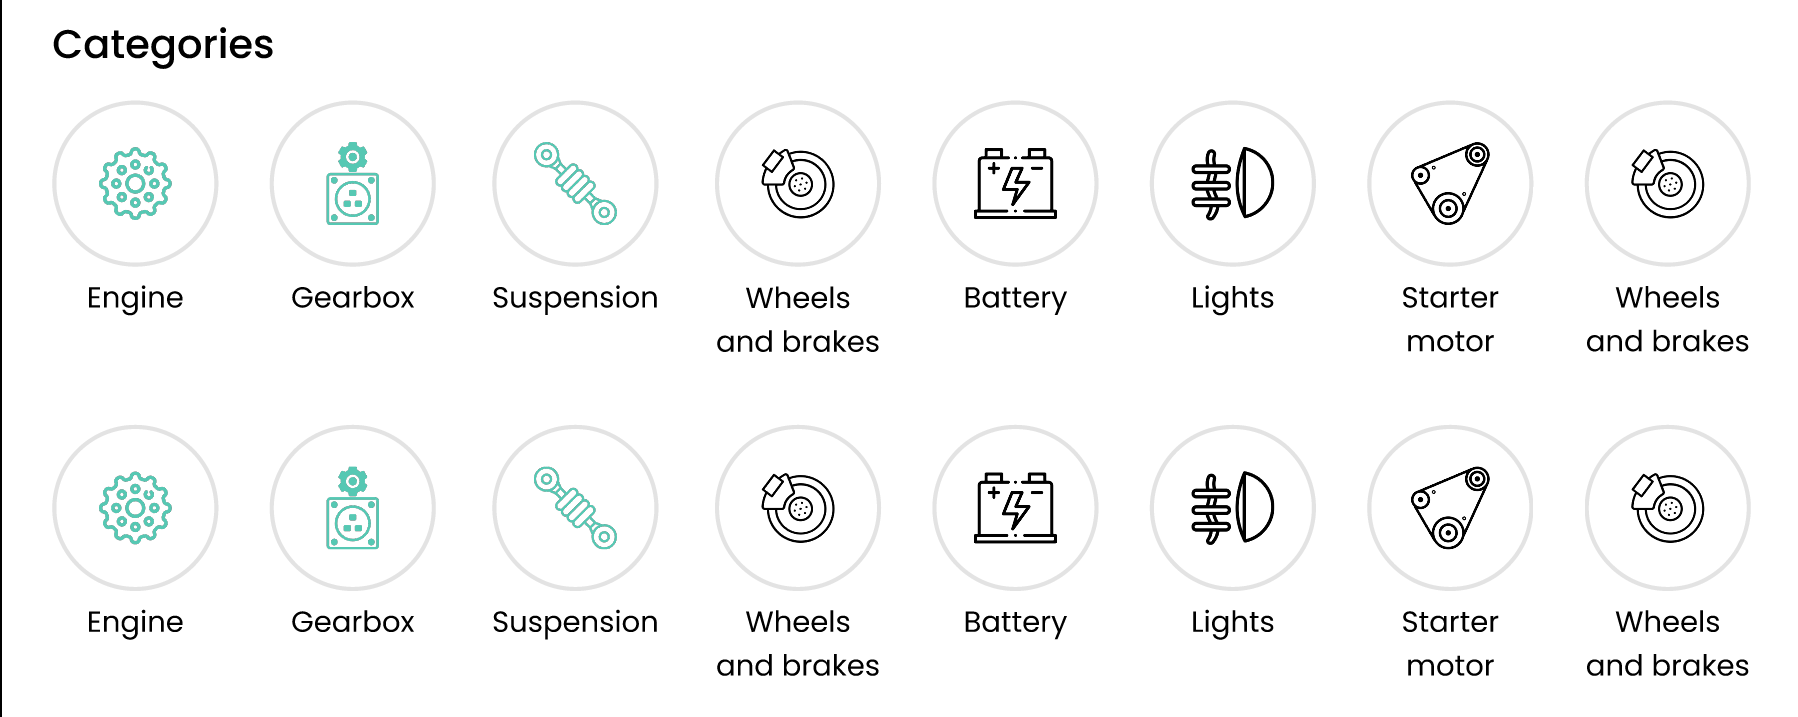 Categories
Engine
Gearbox
Suspension
Wheels
and brakes
Battery
Lights
Starter
motor
Wheels
and brakes
Engine
Gearbox
Suspension
Wheels
and brakes
Battery
Lights
Starter
motor
Wheels
and brakes